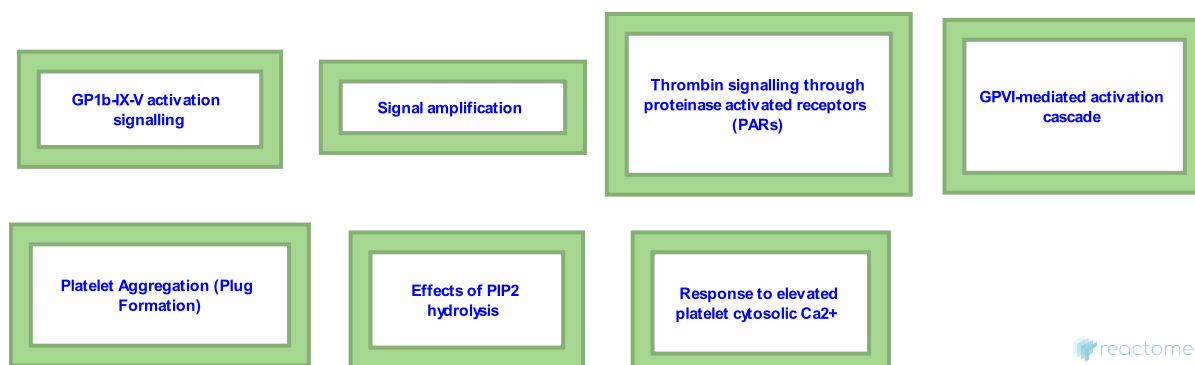 GP1b-IX-V activation
signalling
Signal amplification
Thrombin signalling through
proteinase activated receptors
(PARs)
GPVI-mediated activation
cascade
Platelet Aggregation (Plug
Formation)
Effects of PIP2
hydrolysis
Response to elevated
platelet cytosolic Ca2+
reactome